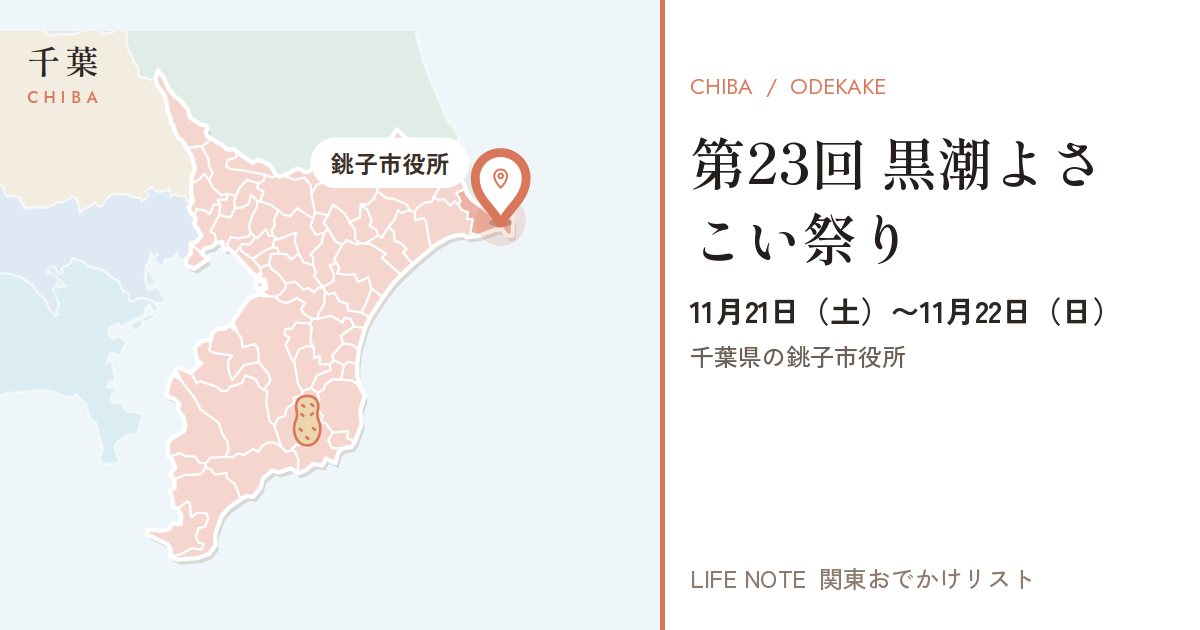 千葉
CHIBA
銚子市役所
CHIBA / ODEKAKE
第23回 黒潮よさ
こい祭り
11月21日（土）〜11月22日（日）
千葉県の銚子市役所
LIFE NOTE 関東おでかけリスト